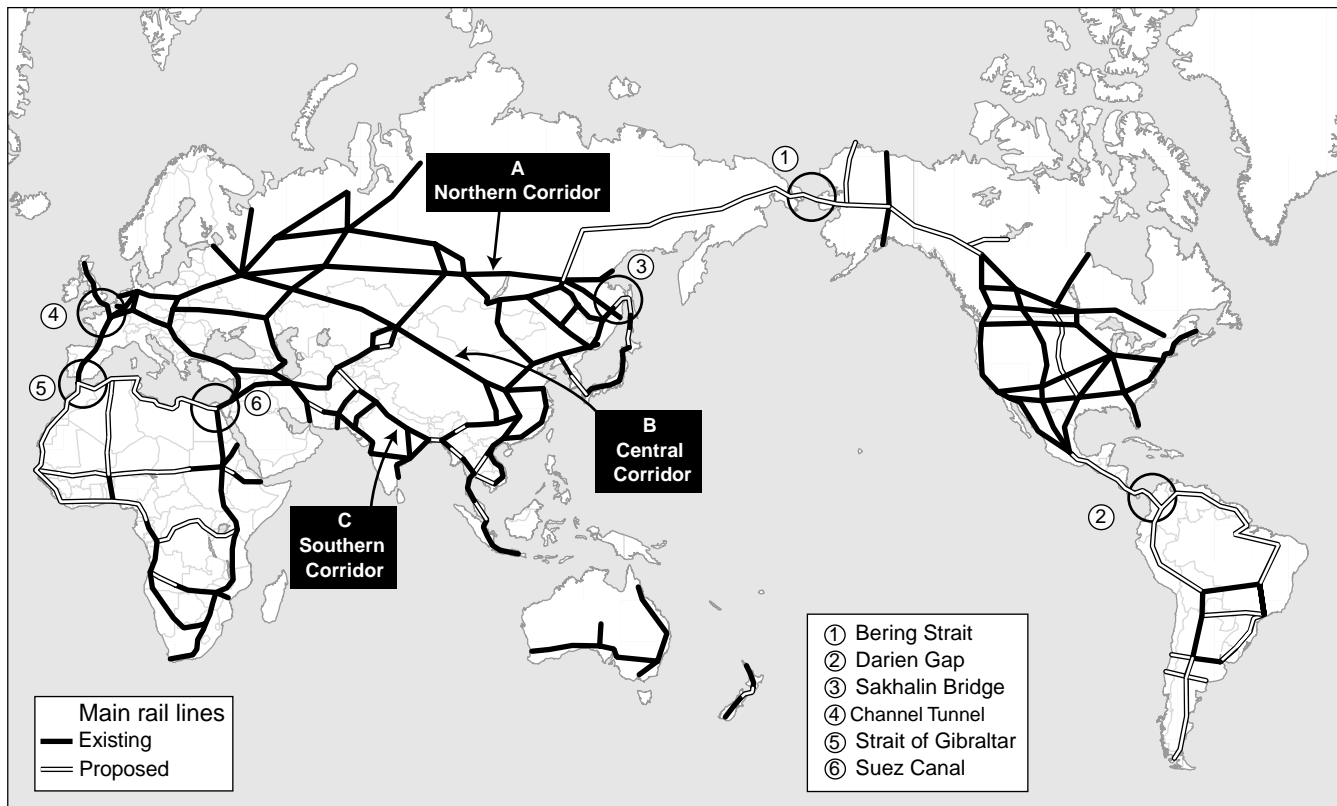 A
Northern Corridor
B
Central
Corridor
C
Southern
Corridor
1
2
3
4
5
6
Main rail lines
Existing
Proposed
1 Bering Strait
2 Darien Gap
3 Sakhalin Bridge
4 Channel Tunnel
5 Strait of Gibraltar
6 Suez Canal